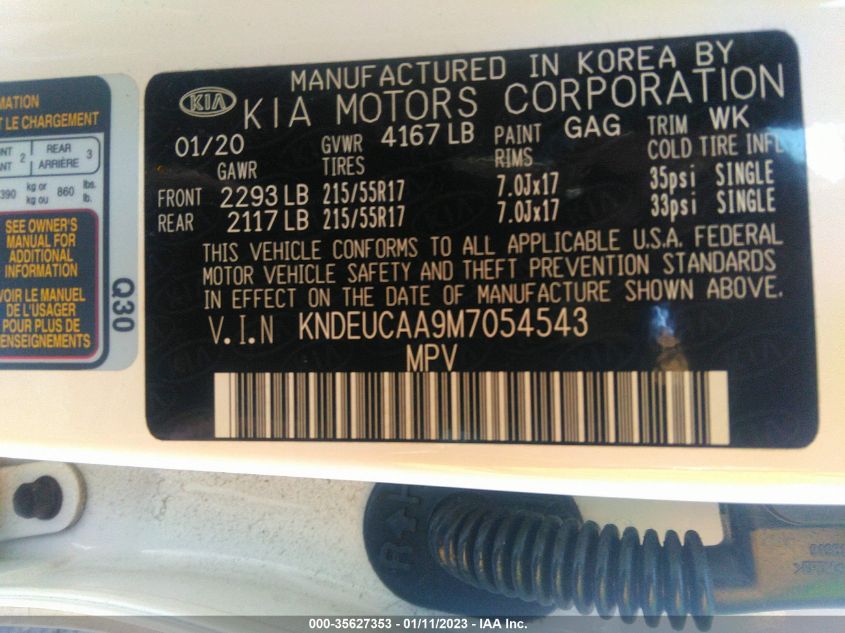 MANUFACTURED IN KOREA BY
KIA KIA MOTORS CORPORATION
01/20 GVWR 4167 LB PAINT GAG TRIM WK
GAWR TIRES RIMS COLD TIRE INFL
FRONT 2293 LB 215/55R17 7.0Jx17 35psi SINGLE
REAR 2117 LB 215/55R17 7.0Jx17 33psi SINGLE
THIS VEHICLE CONFORMS TO ALL APPLICABLE U.S.A. FEDERAL
MOTOR VEHICLE SAFETY AND THEFT PREVENTION STANDARDS
IN EFFECT ON THE DATE OF MANUFACTURE SHOWN ABOVE.
V.I.N KNDEUCAA9M7054543
MPV
MATION
LE CHARGEMENT
2 REAR 3
ARRIÈRE
390 kg or 860 lbs.
kg ou lb.
SEE OWNER'S
MANUAL FOR
ADDITIONAL
INFORMATION
VOIR LE MANUEL
DE L'USAGER
POUR PLUS DE
RENSEIGNEMENTS
Q30
000-35627353 - 01/11/2023 - IAA Inc.